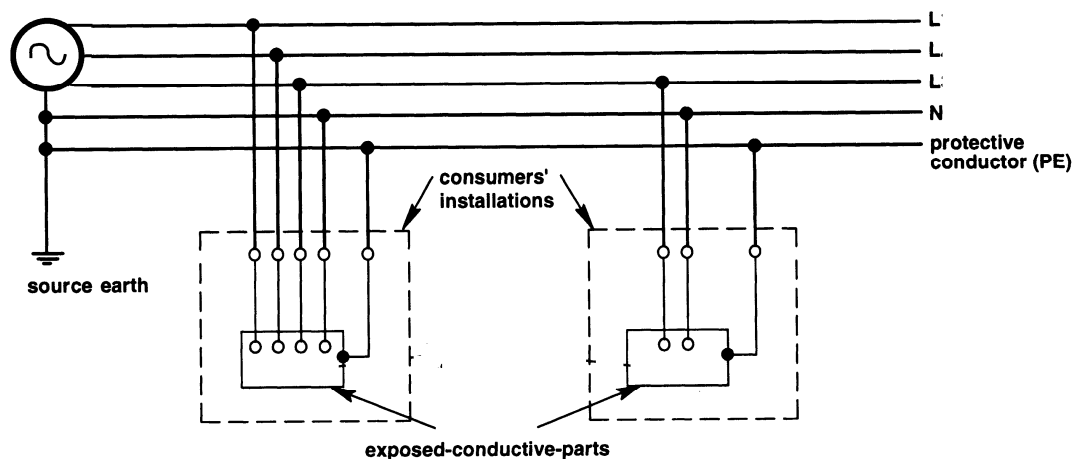 L
L
L
N
protective
conductor (PE)
consumers'
installations
source earth
exposed-conductive-parts